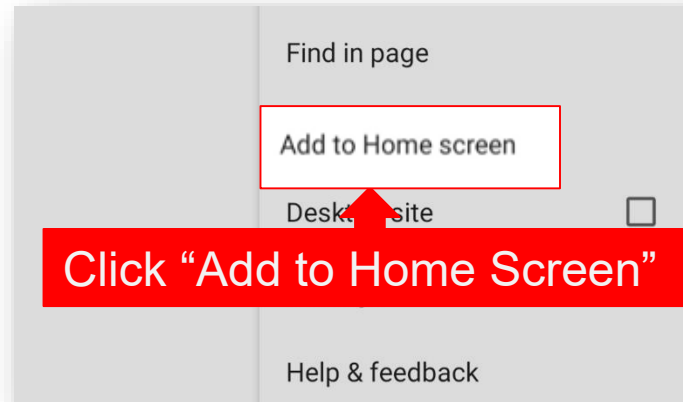 Find in page
Add to Home screen
Click “Add to Home Screen”
Help & feedback